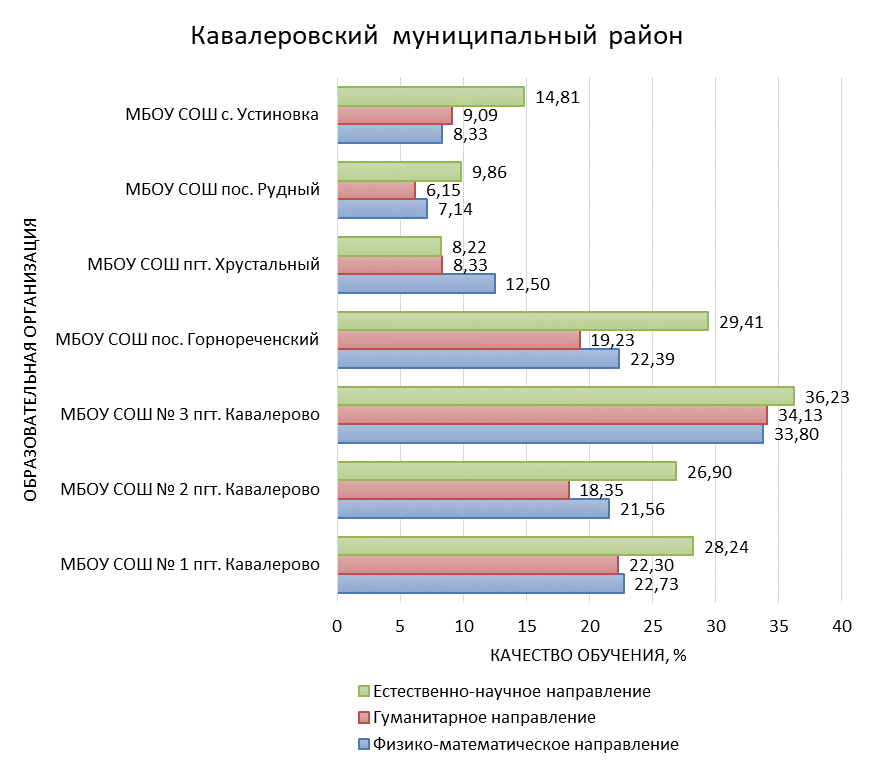 Кавалеровский муниципальный район
ОБРАЗОВАТЕЛЬНАЯ ОРГАНИЗАЦИЯ
МБОУ СОШ с. Устиновка
14,81
9,09
8,33
МБОУ СОШ пос. Рудный
9,86
6,15
7,14
МБОУ СОШ пгт. Хрустальный
8,22
8,33
12,50
МБОУ СОШ пос. Горнореченский
29,41
19,23
22,39
МБОУ СОШ № 3 пгт. Кавалерово
36,23
34,13
33,80
МБОУ СОШ № 2 пгт. Кавалерово
26,90
18,35
21,56
МБОУ СОШ № 1 пгт. Кавалерово
28,24
22,30
22,73
0 5 10 15 20 25 30 35 40
КАЧЕСТВО ОБУЧЕНИЯ, %
Естественно-научное направление
Гуманитарное направление
Физико-математическое направление